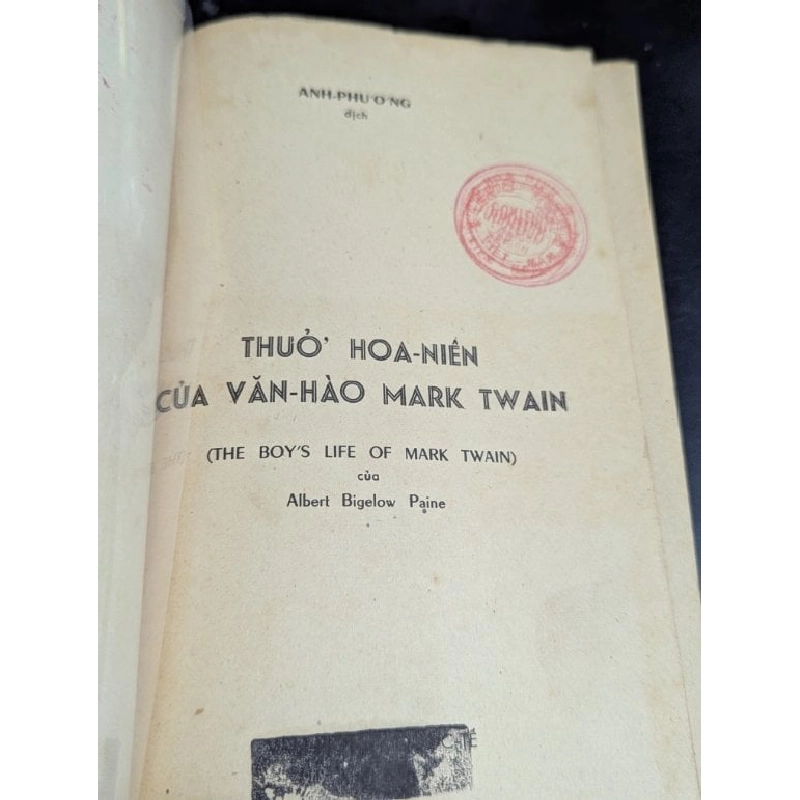 ANH-PHƯƠNG
dịch
THUỞ HOA-NIÊN
CỦA VĂN-HÀO MARK TWAIN
(THE BOY'S LIFE OF MARK TWAIN)
của
Albert Bigelow Paine